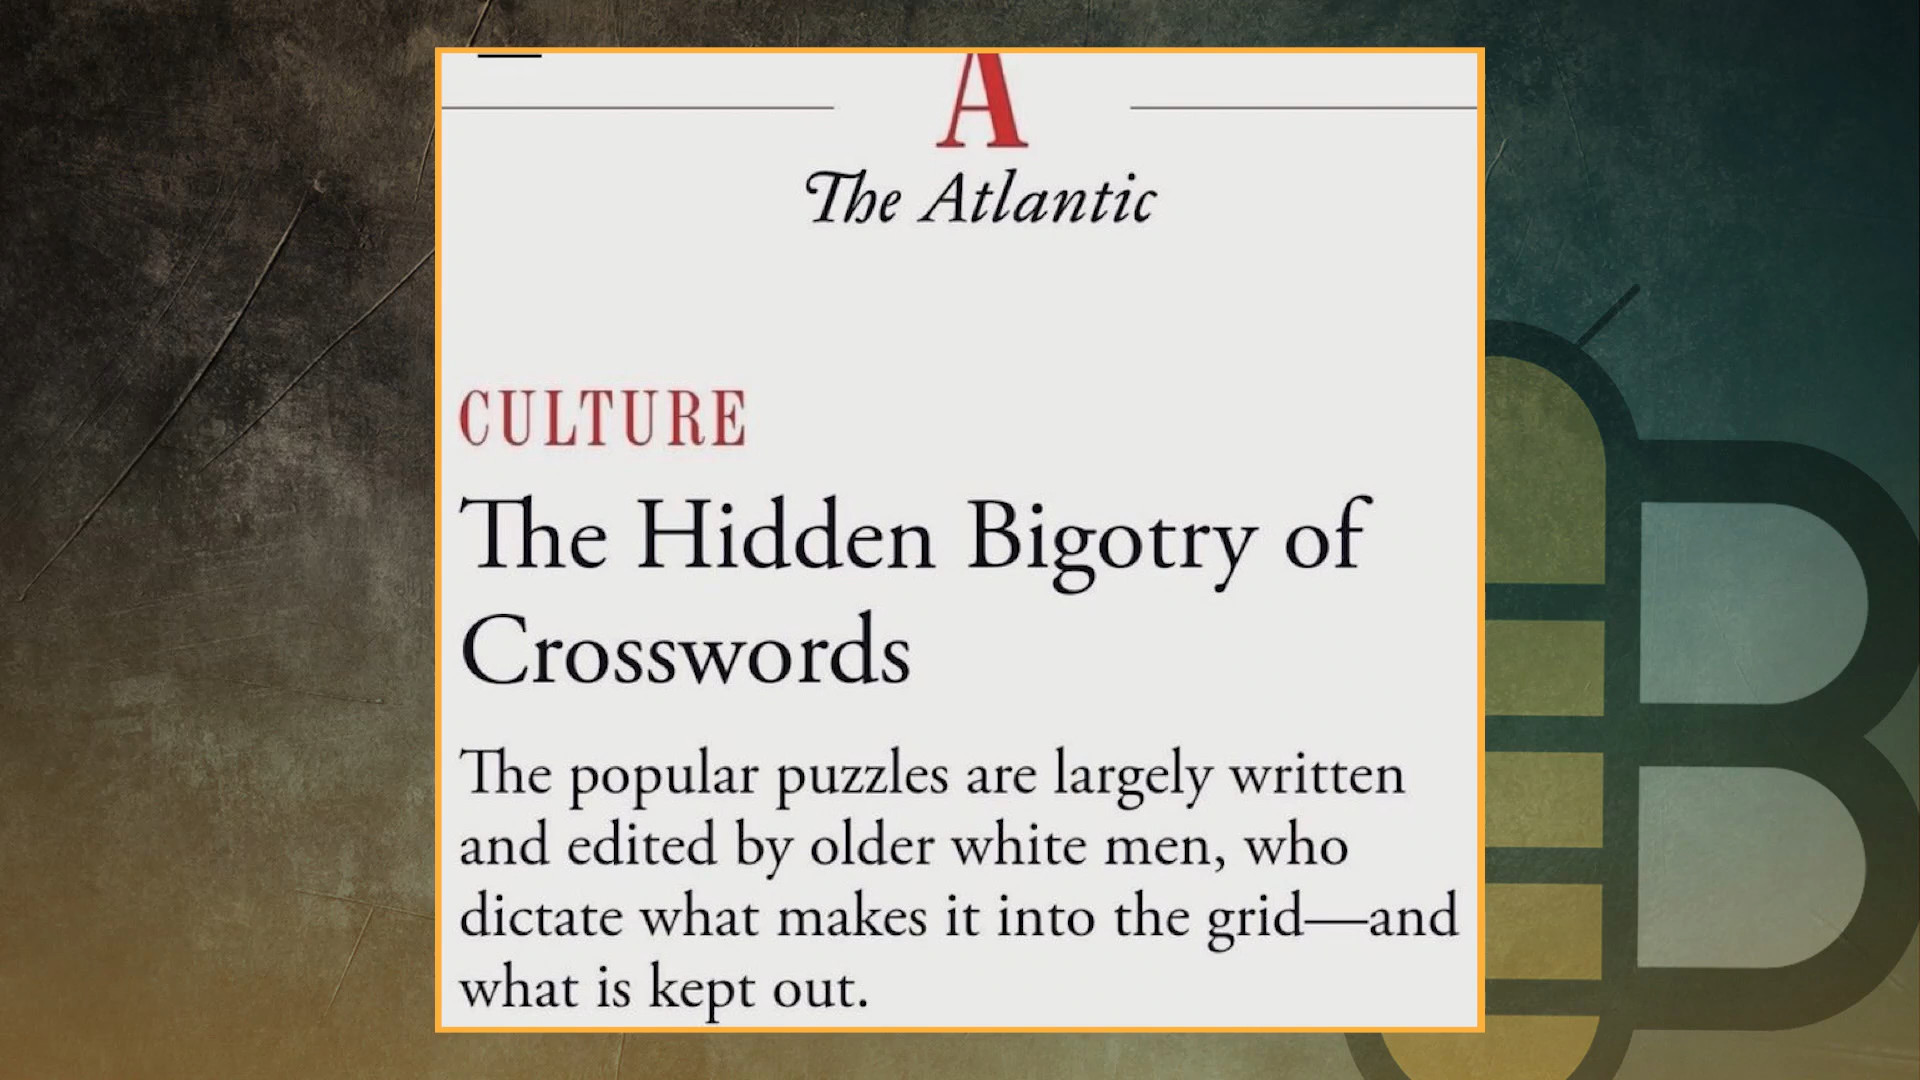 A
The Atlantic
CULTURE
The Hidden Bigotry of
Crosswords
The popular puzzles are largely written
and edited by older white men, who
dictate what makes it into the grid—and
what is kept out.